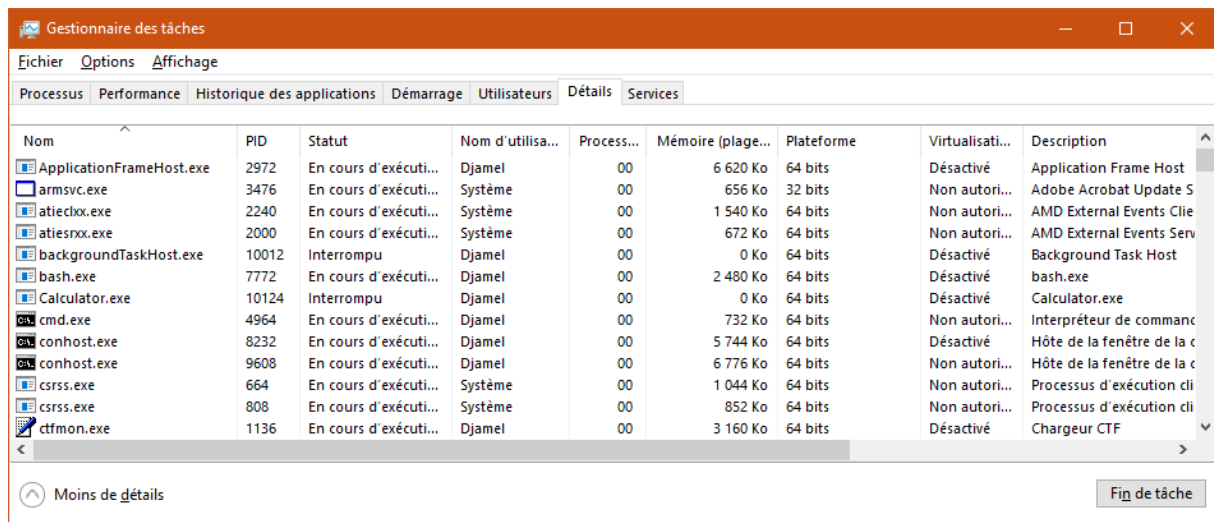 Gestionnaire des tâches
Fichier Options Affichage
Processus Performance Historique des applications Démarrage Utilisateurs Détails Services
Nom PID Statut Nom d'utilisa... Process... Mémoire (plage... Plateforme Virtualisati... Description
ApplicationFrameHost.exe 2972 En cours d'exécuti... Djamel 00 6 620 Ko 64 bits Désactivé Application Frame Host
armsvc.exe 3476 En cours d'exécuti... Système 00 656 Ko 32 bits Non autori... Adobe Acrobat Update S
atieclxx.exe 2240 En cours d'exécuti... Système 00 1 540 Ko 64 bits Non autori... AMD External Events Clie
atiesrxx.exe 2000 En cours d'exécuti... Système 00 672 Ko 64 bits Non autori... AMD External Events Serv
backgroundTaskHost.exe 10012 Interrompu Djamel 00 0 Ko 64 bits Désactivé Background Task Host
bash.exe 7772 En cours d'exécuti... Djamel 00 2 480 Ko 64 bits Désactivé bash.exe
Calculator.exe 10124 Interrompu Djamel 00 0 Ko 64 bits Désactivé Calculator.exe
cmd.exe 4964 En cours d'exécuti... Djamel 00 732 Ko 64 bits Non autori... Interpréteur de commanc
conhost.exe 8232 En cours d'exécuti... Djamel 00 5 744 Ko 64 bits Désactivé Hôte de la fenêtre de la c
conhost.exe 9608 En cours d'exécuti... Djamel 00 6 776 Ko 64 bits Non autori... Hôte de la fenêtre de la c
csrss.exe 664 En cours d'exécuti... Système 00 1 044 Ko 64 bits Non autori... Processus d'exécution cli
csrss.exe 808 En cours d'exécuti... Système 00 852 Ko 64 bits Non autori... Processus d'exécution cli
ctfmon.exe 1136 En cours d'exécuti... Djamel 00 3 160 Ko 64 bits Désactivé Chargeur CTF
Moins de détails Fin de tâche